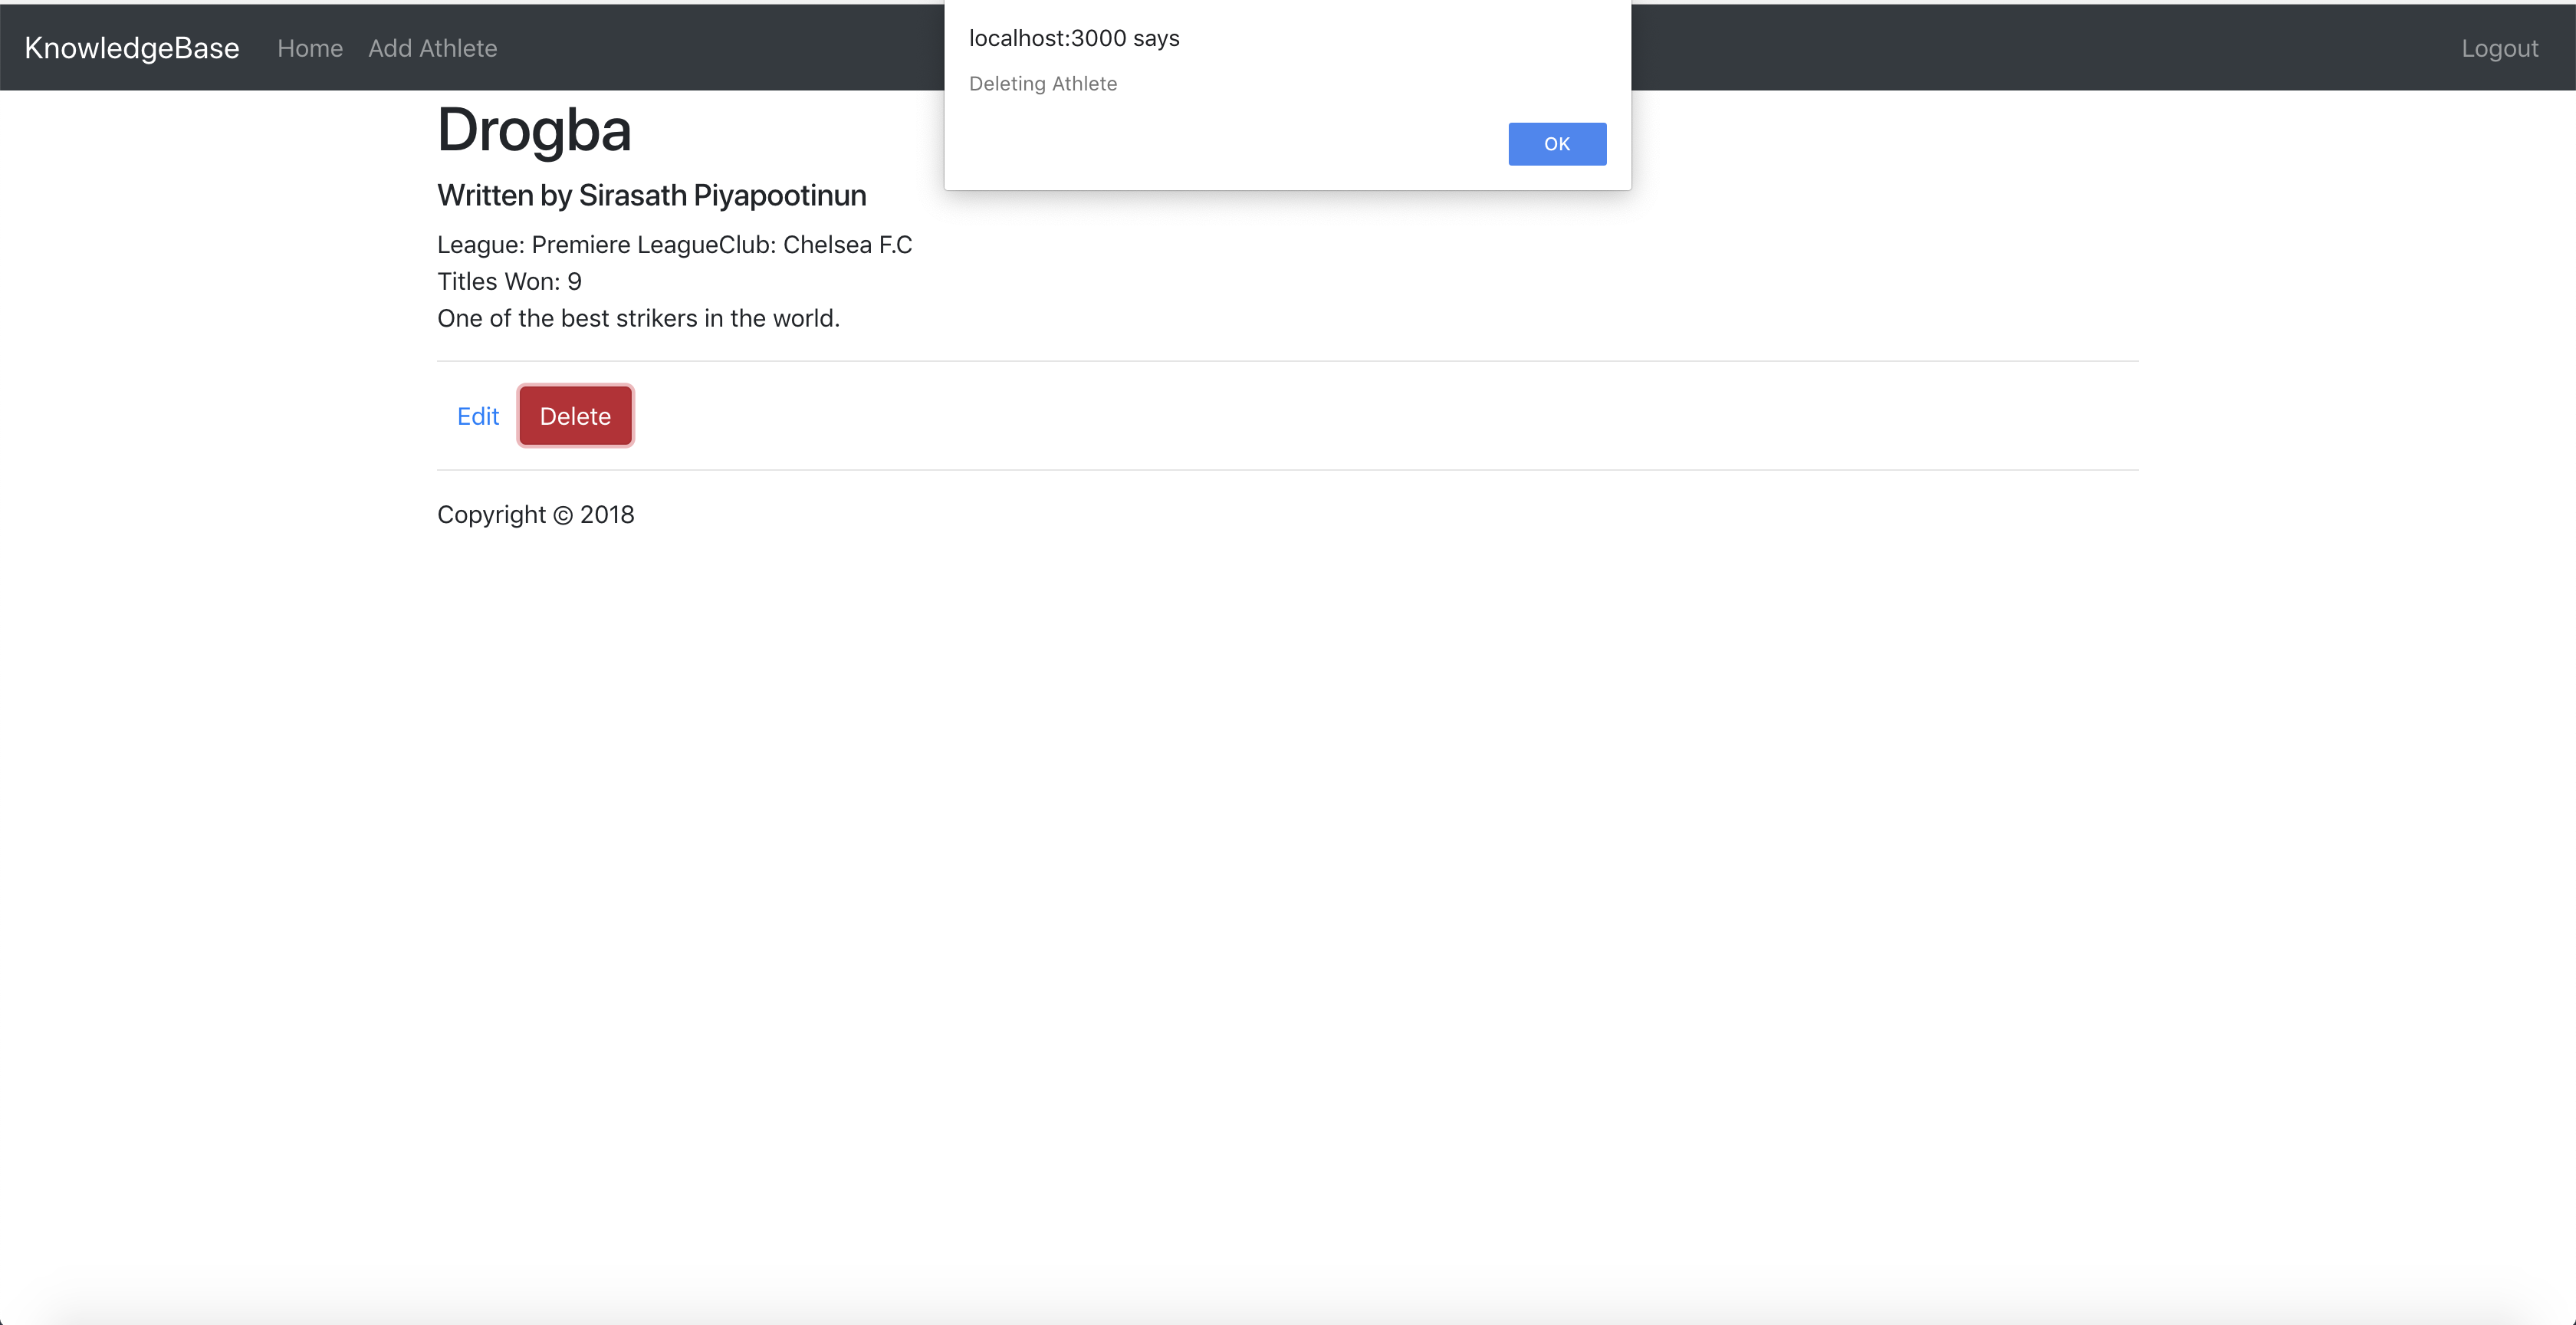 KnowledgeBase Home Add Athlete Logout
localhost:3000 says
Deleting Athlete
OK
Drogba
Written by Sirasath Piyapootinun
League: Premiere LeagueClub: Chelsea F.C
Titles Won: 9
One of the best strikers in the world.
Edit Delete
Copyright © 2018